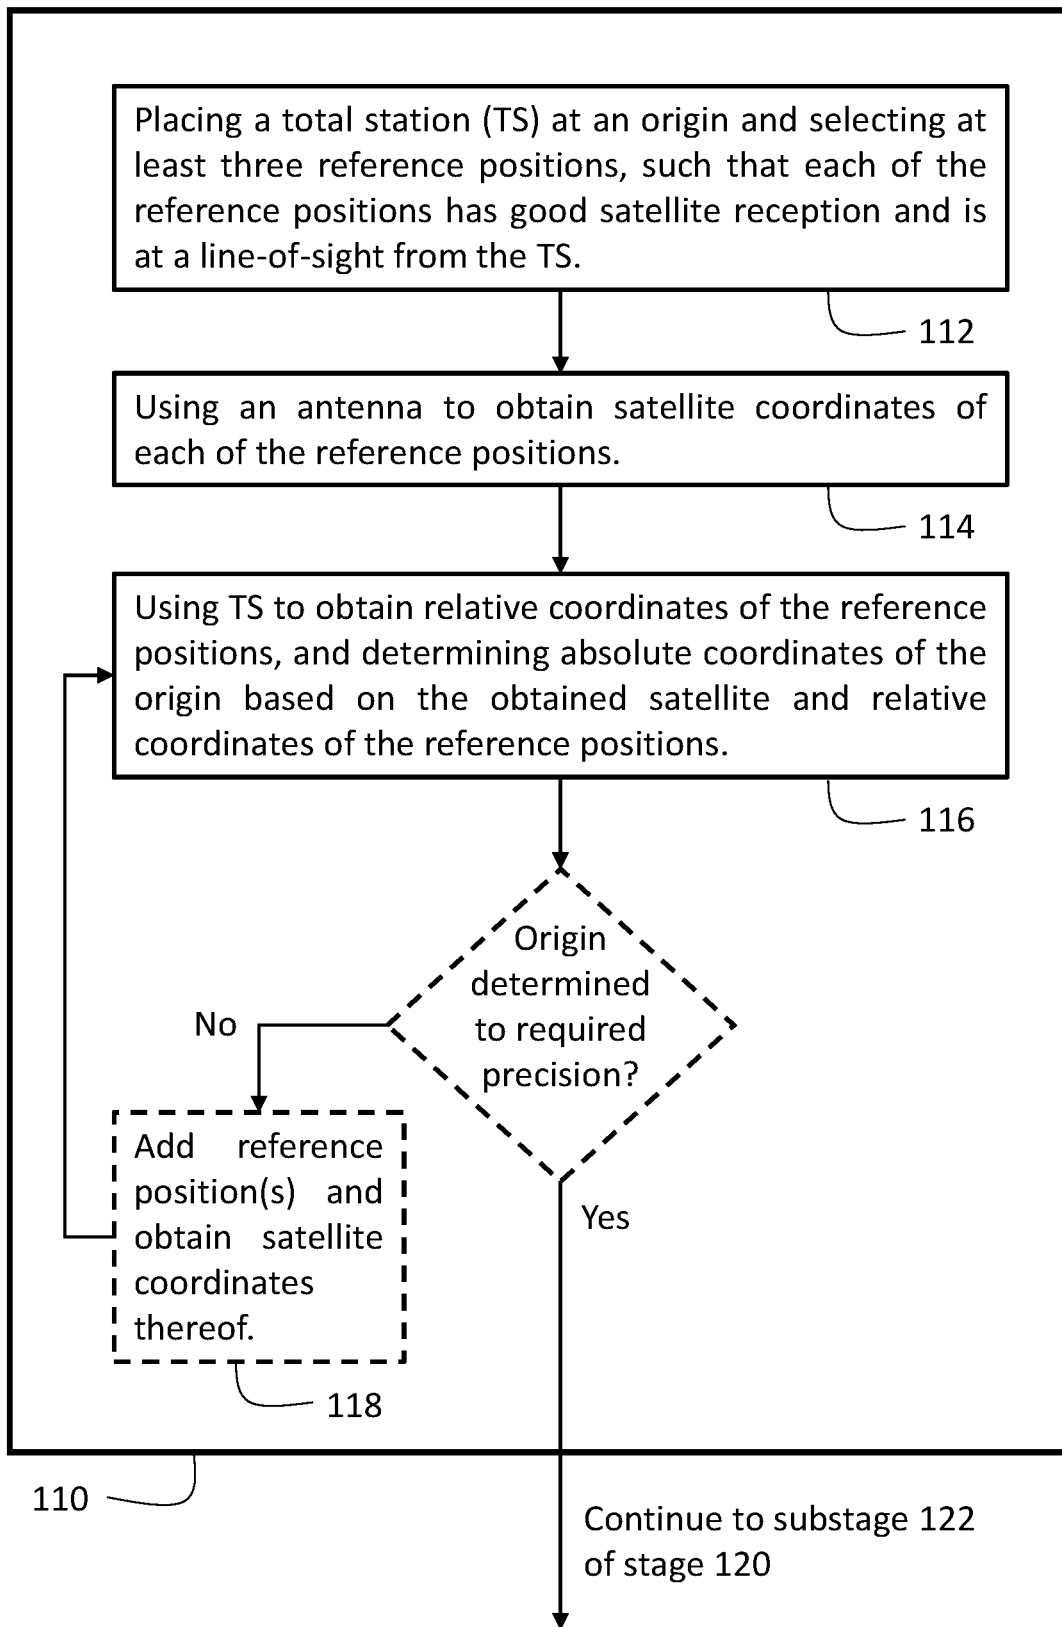 Placing a total station (TS) at an origin and selecting at
least three reference positions, such that each of the
reference positions has good satellite reception and is
at a line-of-sight from the TS.
112
Using an antenna to obtain satellite coordinates of
each of the reference positions.
114
Using TS to obtain relative coordinates of the reference
positions, and determining absolute coordinates of the
origin based on the obtained satellite and relative
coordinates of the reference positions.
116
Origin
determined
to required
precision?
No
Add reference
position(s) and
obtain satellite
coordinates
thereof.
Yes
118
110
Continue to substage 122
of stage 120